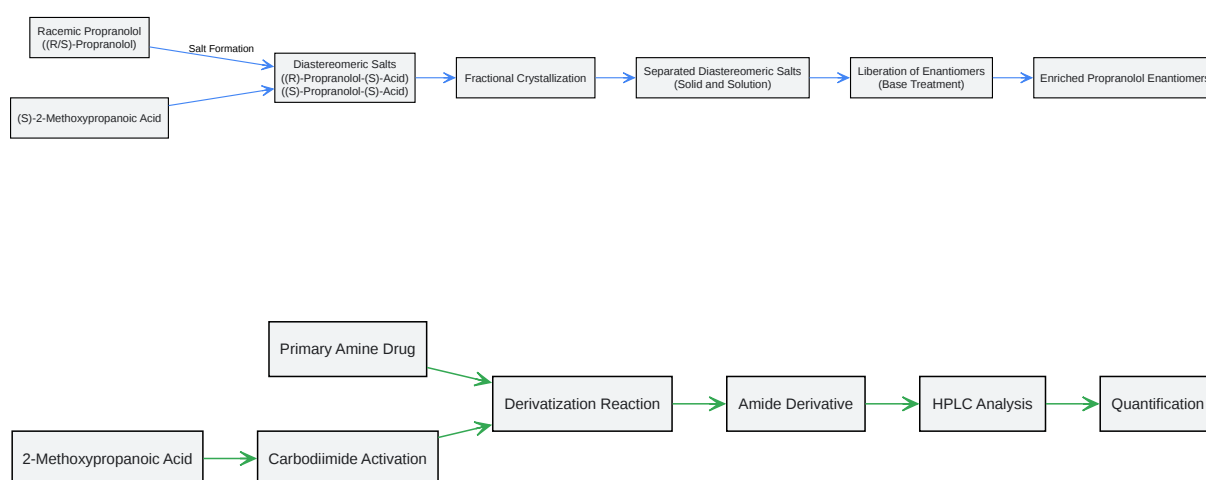 Racemic Propranolol
((R/S)-Propranolol)
Salt Formation
(S)-2-Methoxypropanoic Acid
Diastereomeric Salts
((R)-Propranolol-(S)-Acid)
((S)-Propranolol-(S)-Acid)
Fractional Crystallization
Separated Diastereomeric Salts
(Solid and Solution)
Liberation of Enantiomers
(Base Treatment)
Enriched Propranolol Enantiomers
Primary Amine Drug
2-Methoxypropanoic Acid
Carbodiimide Activation
Derivatization Reaction
Amide Derivative
HPLC Analysis
Quantification